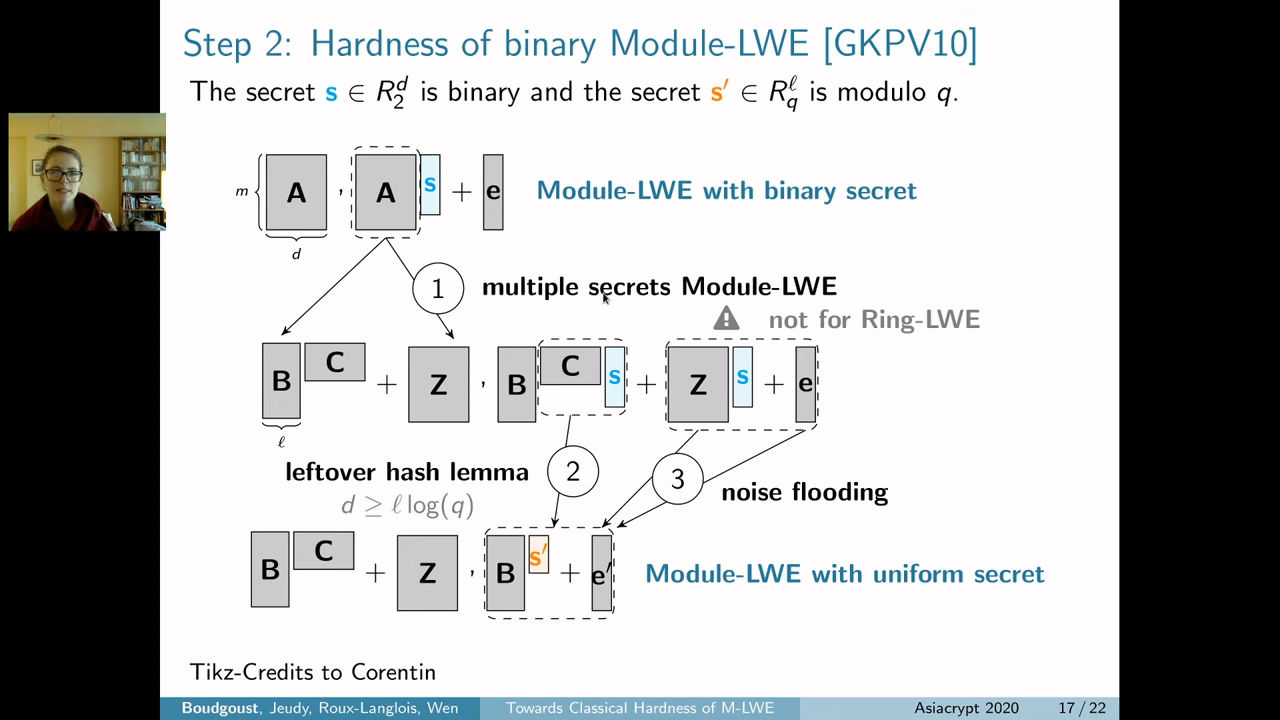 Step 2: Hardness of binary Module-LWE [GKPV10]
The secret s ∈ R₂ᵈ is binary and the secret s′ ∈ R_q^ℓ is modulo q.
m A , A s + e Module-LWE with binary secret
d
1 multiple secrets Module-LWE
not for Ring-LWE
B C + Z , B C s + Z s + e
ℓ
leftover hash lemma 2 3 noise flooding
d ≥ ℓ log(q)
B C + Z , B s′ + e′ Module-LWE with uniform secret
Tikz-Credits to Corentin
Boudgoust, Jeudy, Roux-Langlois, Wen Towards Classical Hardness of M-LWE Asiacrypt 2020 17 / 22